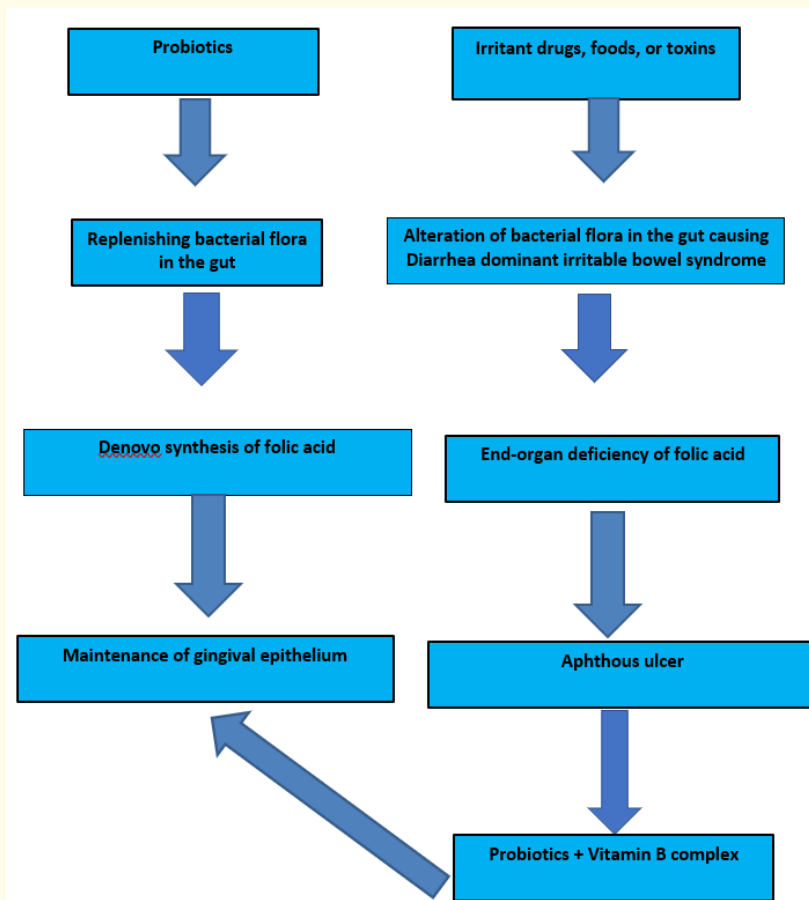 Probiotics
Irritant drugs, foods, or toxins
Replenishing bacterial flora
in the gut
Alteration of bacterial flora in the gut causing
Diarrhea dominant irritable bowel syndrome
Denovo synthesis of folic acid
End-organ deficiency of folic acid
Maintenance of gingival epithelium
Aphthous ulcer
Probiotics + Vitamin B complex